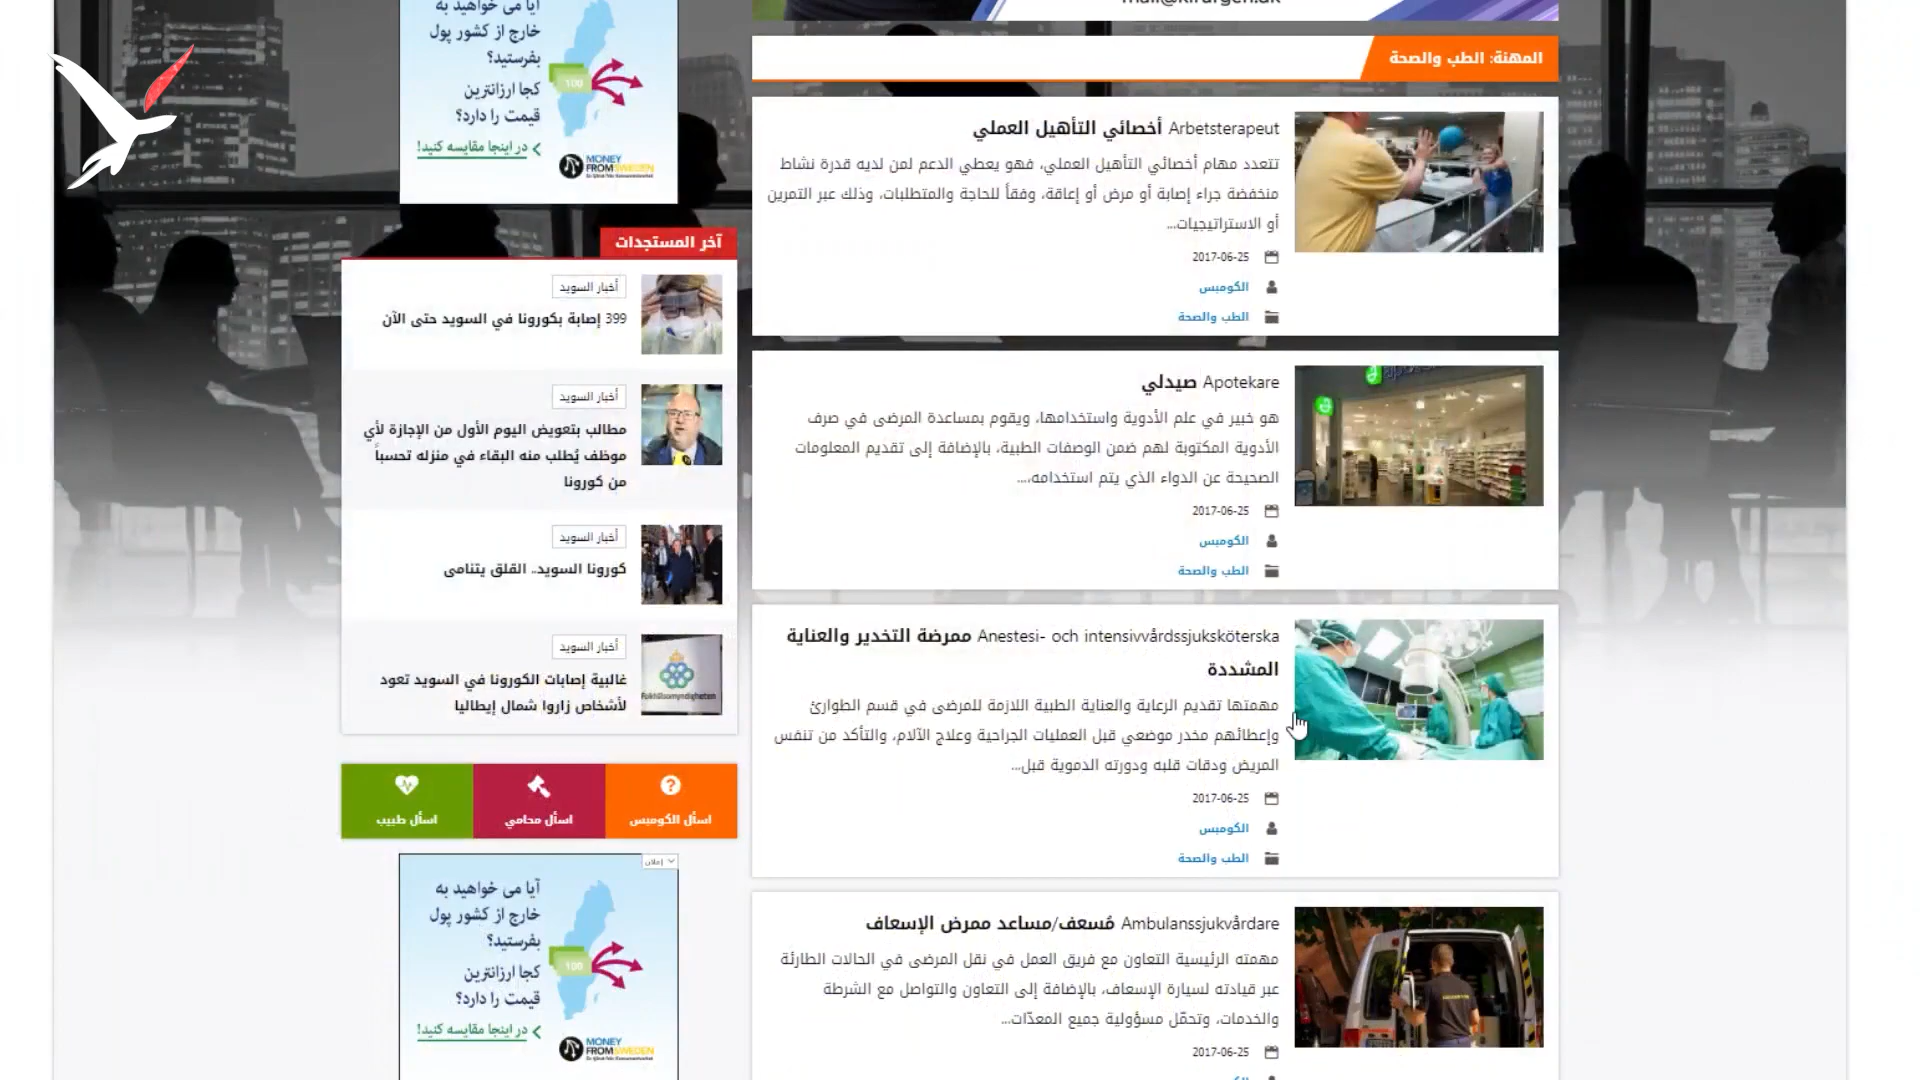 المهنة: الطب والصحة
Arbetsterapeut أخصائي التأهيل العملي
تتعدد مهام أخصائي التأهيل العملي، فهو يعطي الدعم لمن لديه قدرة نشاط
منخفضة جراء إصابة أو مرض أو إعاقة، وفقاً للحاجة والمتطلبات، وذلك عبر التمرين
أو الاستراتيجيات...
2017-06-25
الكومبس
الطب والصحة
Apotekare صيدلي
هو خبير في علم الأدوية واستخدامها، ويقوم بمساعدة المرضى في صرف
الأدوية المكتوبة لهم ضمن الوصفات الطبية، بالإضافة إلى تقديم المعلومات
الصحيحة عن الدواء الذي يتم استخدامه،...
2017-06-25
الكومبس
الطب والصحة
Anestesi- och intensivvårdssjuksköterska ممرضة التخدير والعناية
المشددة
مهمتها تقديم الرعاية والعناية الطبية اللازمة للمرضى في قسم الطوارئ
وإعطائهم مخدر موضعي قبل العمليات الجراحية وعلاج الآلام، والتأكد من تنفس
المريض ودقات قلبه ودورته الدموية قبل...
2017-06-25
الكومبس
الطب والصحة
Ambulanssjukvårdare مُسعف/مساعد ممرض الإسعاف
مهمته الرئيسية التعاون مع فريق العمل في نقل المرضى في الحالات الطارئة
عبر قيادته لسيارة الإسعاف، بالإضافة إلى التعاون والتواصل مع الشرطة
والخدمات، وتحمّل مسؤولية جميع المعدّات...
2017-06-25
آیا می خواهید به
خارج از کشور پول
بفرستید؟
کجا ارزانترین
قیمت را دارد؟
در اینجا مقایسه کنید!
100
MONEY
FROMSWEDEN
آخر المستجدات
أخبار السويد
399 إصابة بكورونا في السويد حتى الآن
أخبار السويد
مطالب بتعويض اليوم الأول من الإجازة لأي
موظف يُطلب منه البقاء في منزله تحسباً
من كورونا
أخبار السويد
كورونا السويد.. القلق يتنامى
أخبار السويد
غالبية إصابات الكورونا في السويد تعود
لأشخاص زاروا شمال إيطاليا
Folkhälsomyndigheten
اسأل الكومبس
اسأل محامي
اسأل طبيب
إعلان
آیا می خواهید به
خارج از کشور پول
بفرستید؟
کجا ارزانترین
قیمت را دارد؟
در اینجا مقایسه کنید!
100
MONEY
FROMSWEDEN